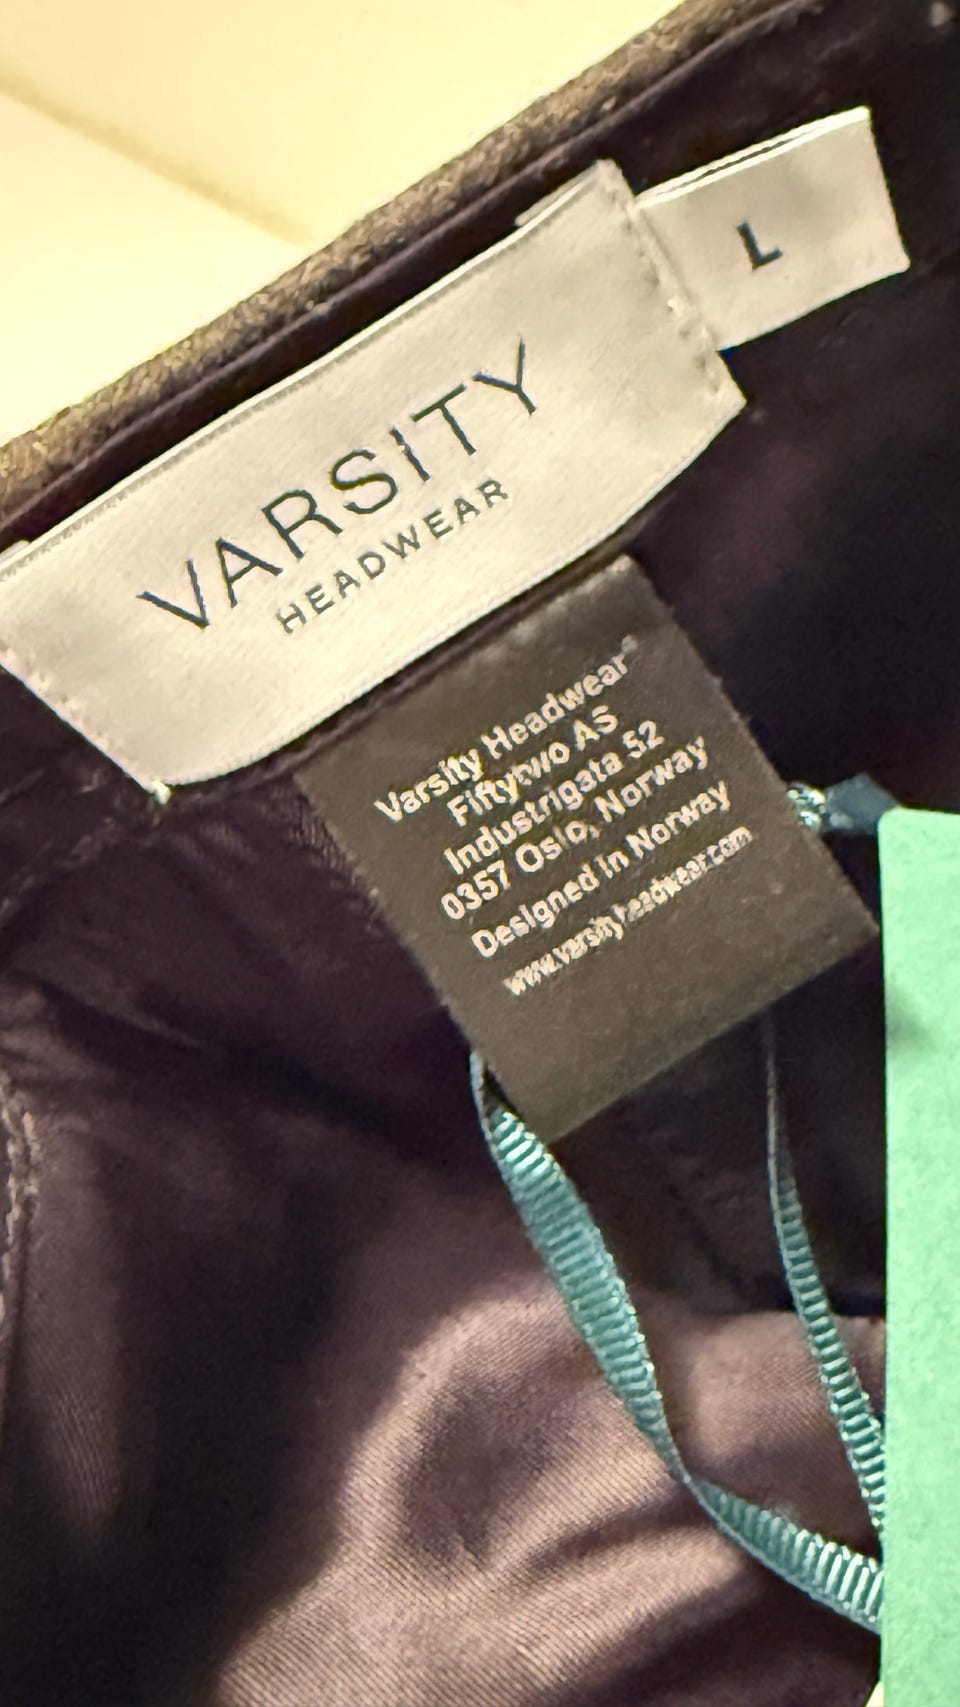 VARSITY
HEADWEAR
L
Varsity Headwear®
Fiftytwo AS
Industrigata 52
0357 Oslo, Norway
Designed in Norway
www.varsityheadwear.com